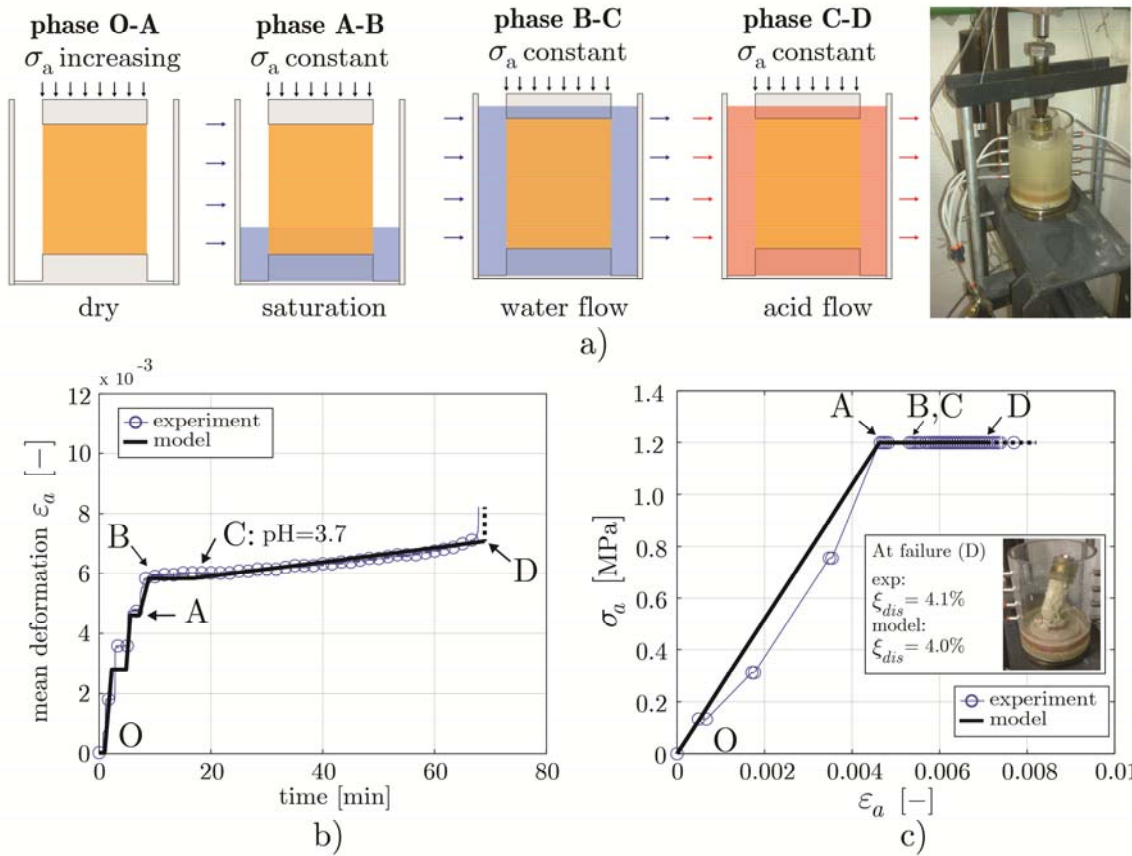 phase O-A phase A-B phase B-C phase C-D
σa increasing σa constant σa constant σa constant
dry saturation water flow acid flow
a)
x 10 -3
12
10
8
6
4
2
0
mean deformation εa [−]
experiment
model
B
C: pH=3.7
A
D
O
0 20 40 60 80
time [min]
b)
1.4
1.2
1.0
0.8
0.6
0.4
0.2
0
σa [MPa]
A B,C D
At failure (D)
exp:
ξdis = 4.1%
model:
ξdis = 4.0%
experiment
model
O
0 0.002 0.004 0.006 0.008 0.01
εa [−]
c)